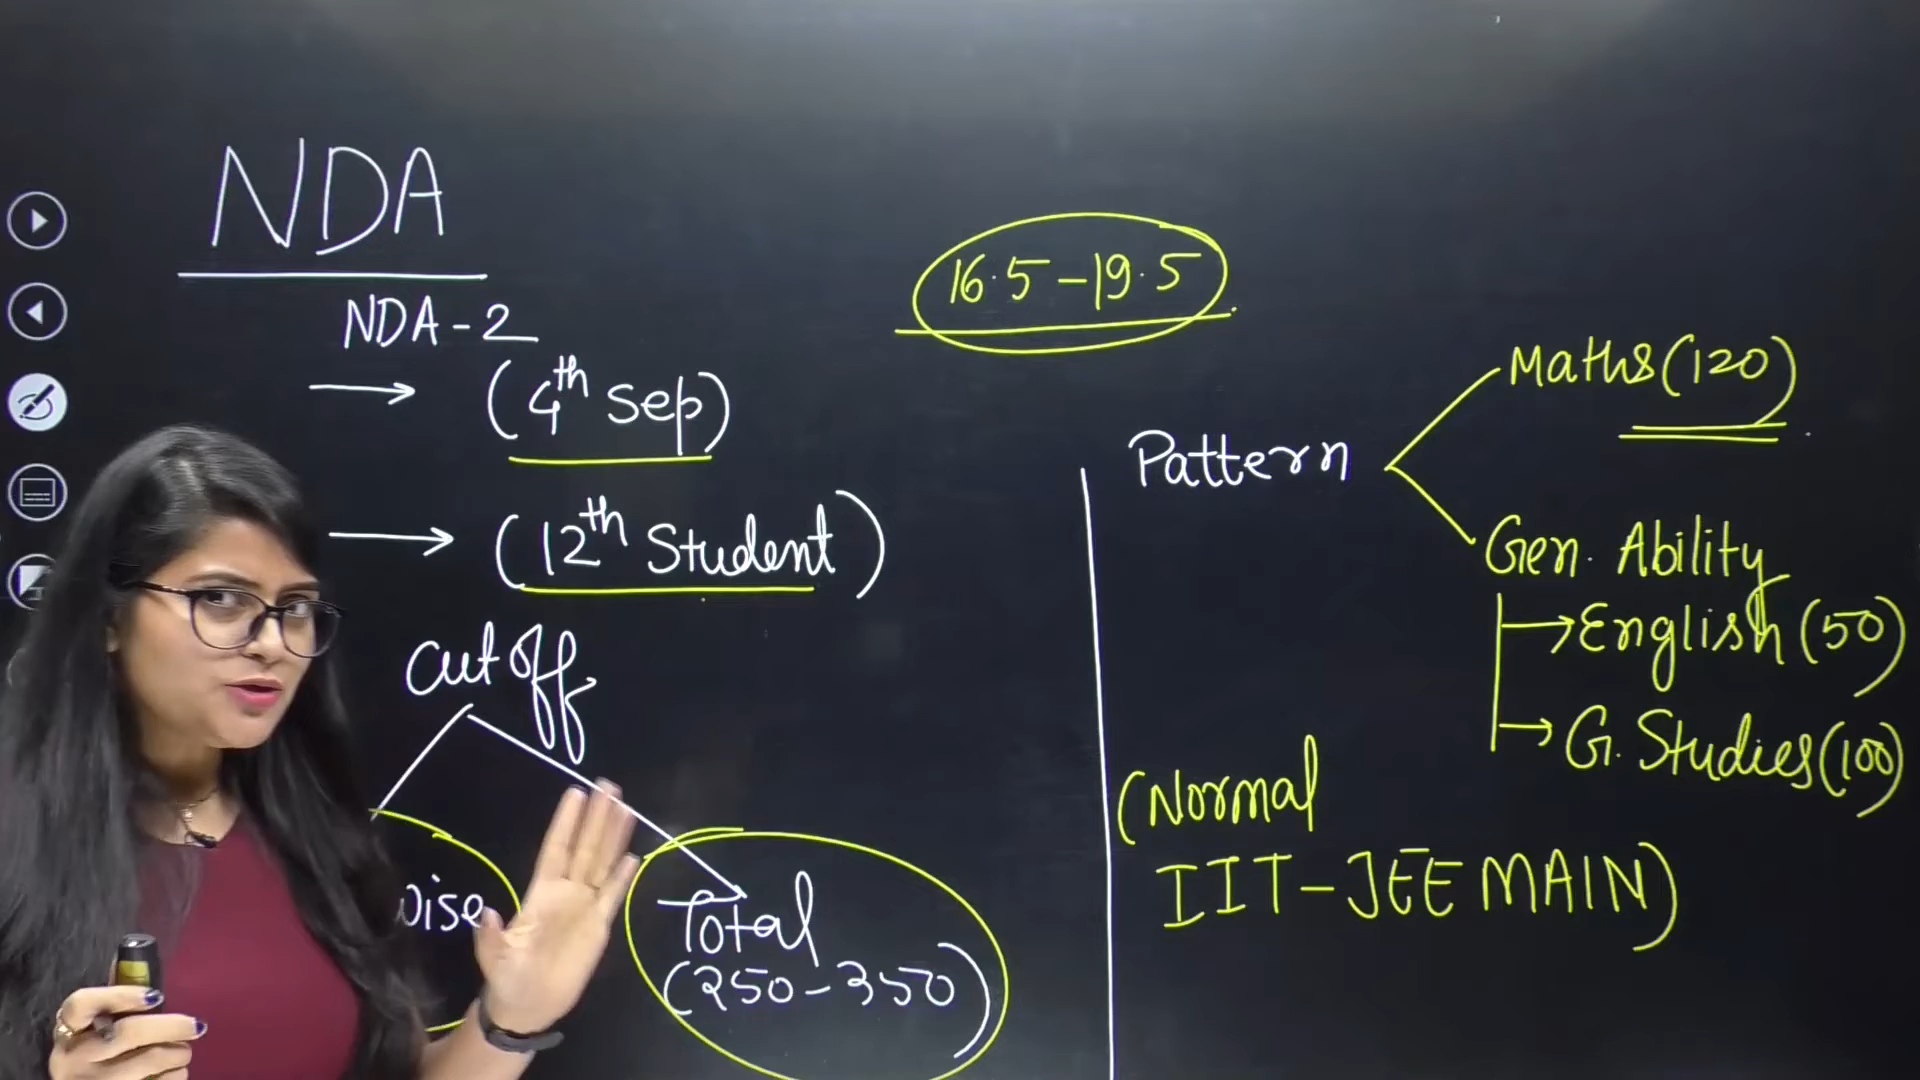 NDA
NDA-2
→ (4th Sep)
→ (12th Student)
Cut off
Total
(250-350)
16.5-19.5
Pattern
Maths (120)
Gen. Ability
→ English (50)
→ G. Studies (100)
(Normal
IIT-JEE MAIN)